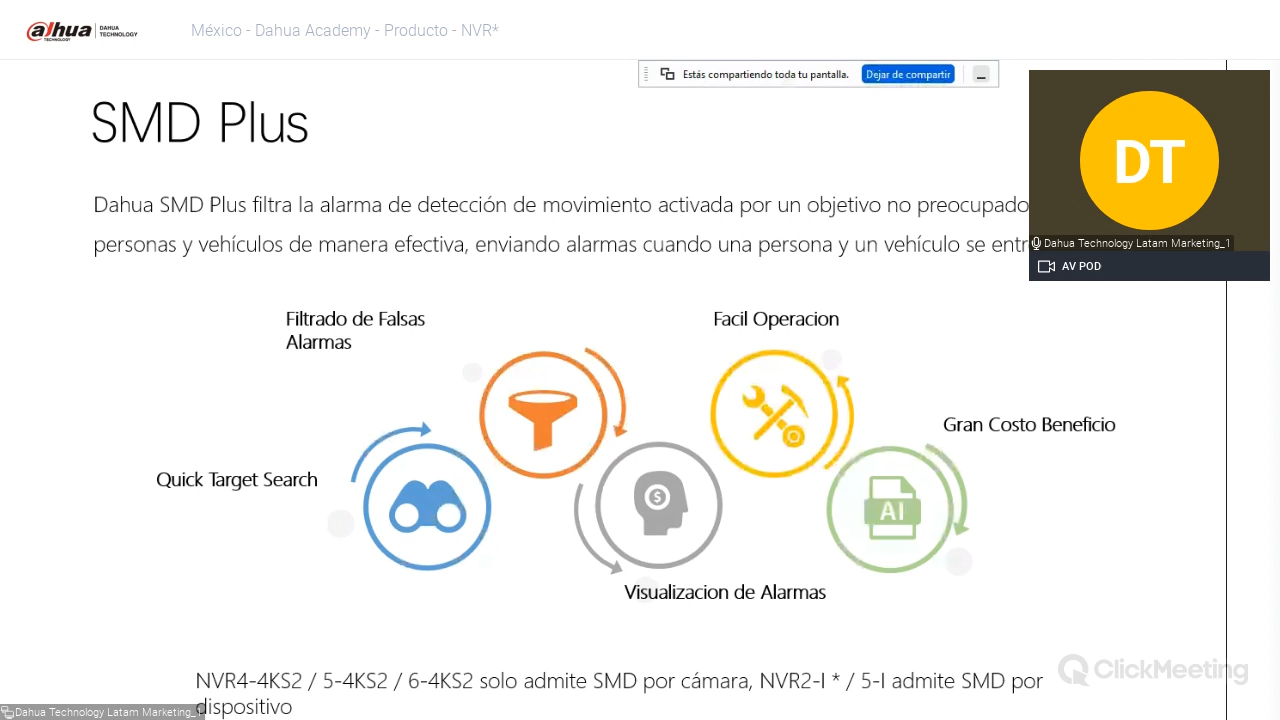 alhua
TECHNOLOGY
DAHUA
TECHNOLOGY
México - Dahua Academy - Producto - NVR*
Estás compartiendo toda tu pantalla.
Dejar de compartir
SMD Plus
DT
Dahua SMD Plus filtra la alarma de detección de movimiento activada por un objetivo no preocupado
personas y vehículos de manera efectiva, enviando alarmas cuando una persona y un vehículo se entr
Dahua Technology Latam Marketing_1
AV POD
Filtrado de Falsas
Alarmas
Facil Operacion
Gran Costo Beneficio
Quick Target Search
$
AI
Visualizacion de Alarmas
ClickMeeting
NVR4-4KS2 / 5-4KS2 / 6-4KS2 solo admite SMD por cámara, NVR2-I * / 5-I admite SMD por
dispositivo
Dahua Technology Latam Marketing_1